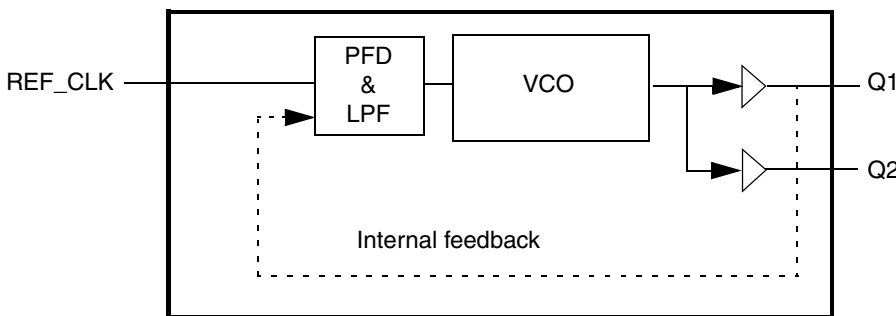 PFD
&
LPF
VCO
REF_CLK
Q1
Q2
Internal feedback